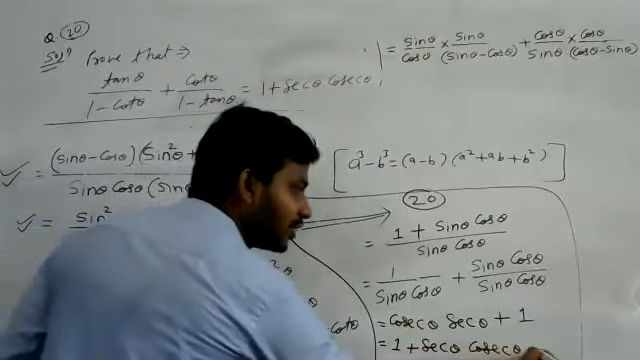 Q 20
Sol? Prove that →
tanθ / 1 - cotθ + cotθ / 1 - tanθ = 1 + secθ cosecθ
= sinθ/cosθ × sinθ/(sinθ-cosθ) + cosθ/sinθ × cosθ/(cosθ-sinθ)
✓ = (sinθ - cosθ)(sin²θ + / sinθ cosθ (sin
[a³ - b³ = (a-b)(a² + ab + b²)]
✓ = sin²
20
= 1 + sinθ cosθ / sinθ cosθ
= 1 / sinθ cosθ + sinθ cosθ / sinθ cosθ
= cosecθ secθ + 1
= 1 + secθ cosecθ